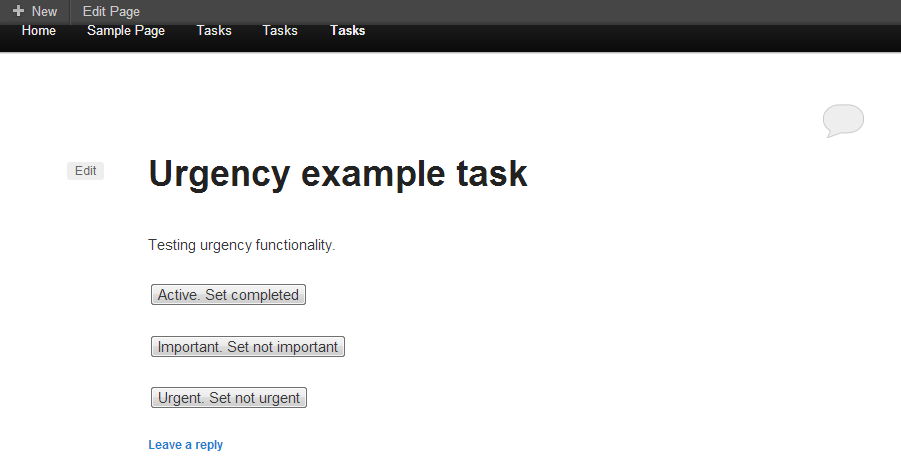 New Edit Page
Home Sample Page Tasks Tasks Tasks
Edit
Urgency example task
Testing urgency functionality.
Active. Set completed
Important. Set not important
Urgent. Set not urgent
Leave a reply